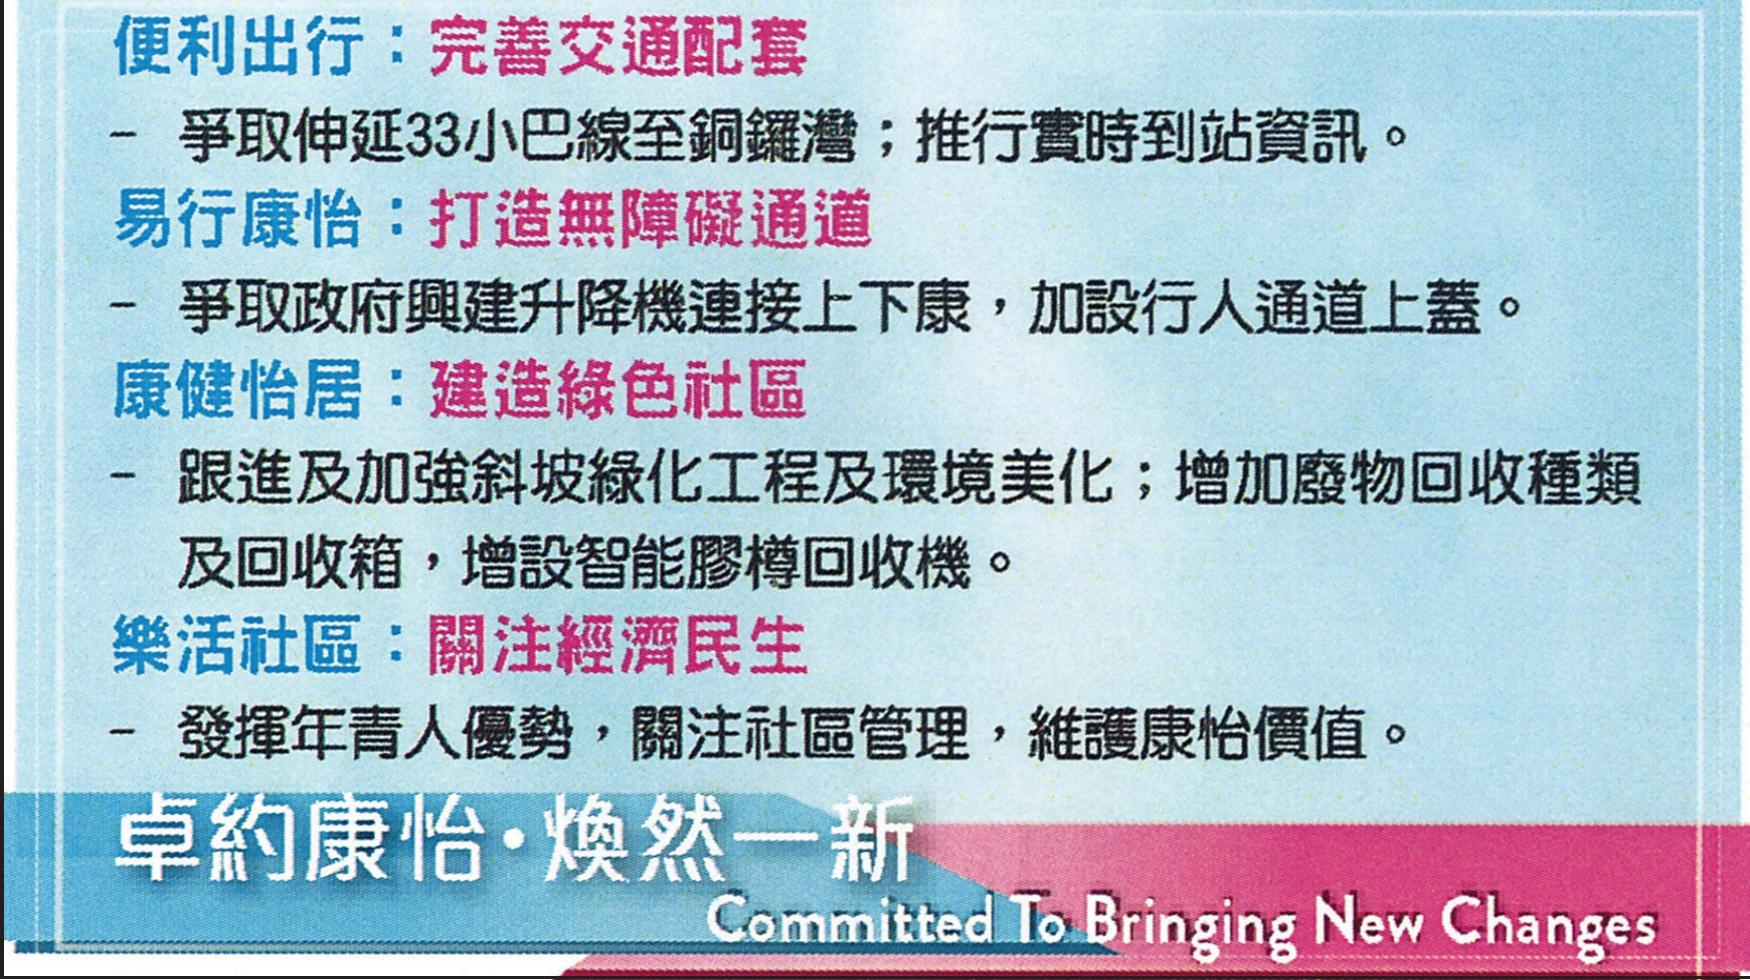 便利出行：完善交通配套
- 爭取伸延33小巴線至銅鑼灣；推行實時到站資訊。
易行康怡：打造無障礙通道
- 爭取政府興建升降機連接上下康，加設行人通道上蓋。
康健怡居：建造綠色社區
- 跟進及加強斜坡綠化工程及環境美化；增加廢物回收種類
及回收箱，增設智能膠樽回收機。
樂活社區：關注經濟民生
- 發揮年青人優勢，關注社區管理，維護康怡價值。
卓約康怡·煥然一新
Committed To Bringing New Changes